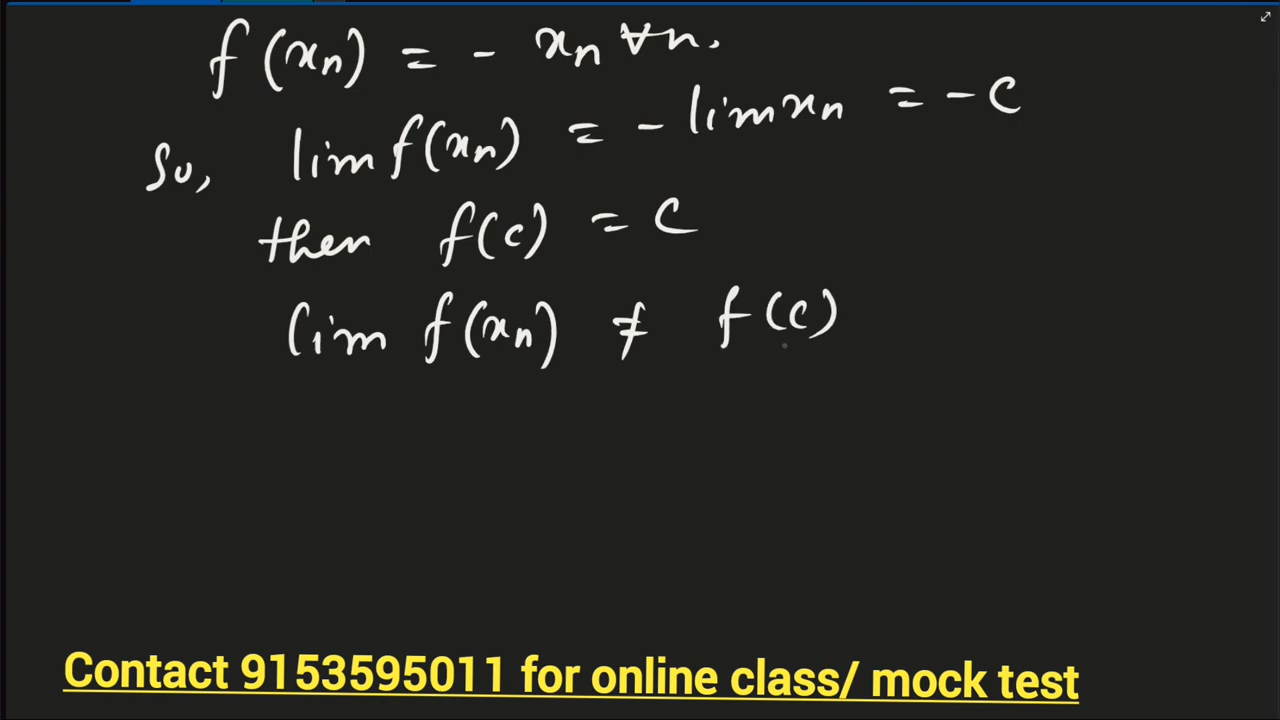 f(xn) = - xn ∀n.
So, lim f(xn) = - lim xn = - c
then f(c) = c
lim f(xn) ≠ f(c)
Contact 9153595011 for online class/ mock test